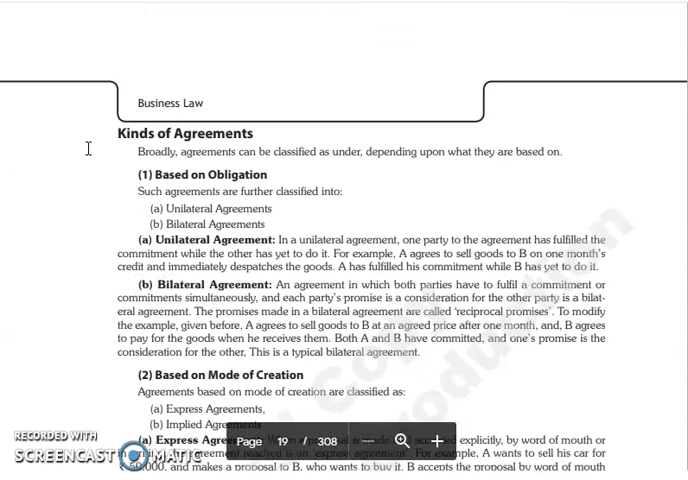 Business Law
Kinds of Agreements
Broadly, agreements can be classified as under, depending upon what they are based on.
(1) Based on Obligation
Such agreements are further classified into:
(a) Unilateral Agreements
(b) Bilateral Agreements
(a) Unilateral Agreement: In a unilateral agreement, one party to the agreement has fulfilled the
commitment while the other has yet to do it. For example, A agrees to sell goods to B on one month's
credit and immediately despatches the goods. A has fulfilled his commitment while B has yet to do it.
(b) Bilateral Agreement: An agreement in which both parties have to fulfil a commitment or
commitments simultaneously, and each party's promise is a consideration for the other party is a bilat-
eral agreement. The promises made in a bilateral agreement are called 'reciprocal promises'. To modify
the example, given before, A agrees to sell goods to B at an agreed price after one month, and, B agrees
to pay for the goods when he receives them. Both A and B have committed, and one's promise is the
consideration for the other, This is a typical bilateral agreement.
(2) Based on Mode of Creation
Agreements based on mode of creation are classified as:
(a) Express Agreements,
(b) Implied Agreements
(a) Express explicitly, by word of mouth or
For example, A wants to sell his car for
and makes a proposal to B, who wants to buy it. B accepts the proposal by word of mouth
Page 19 / 308
RECORDED WITH
SCREENCAST MATIC